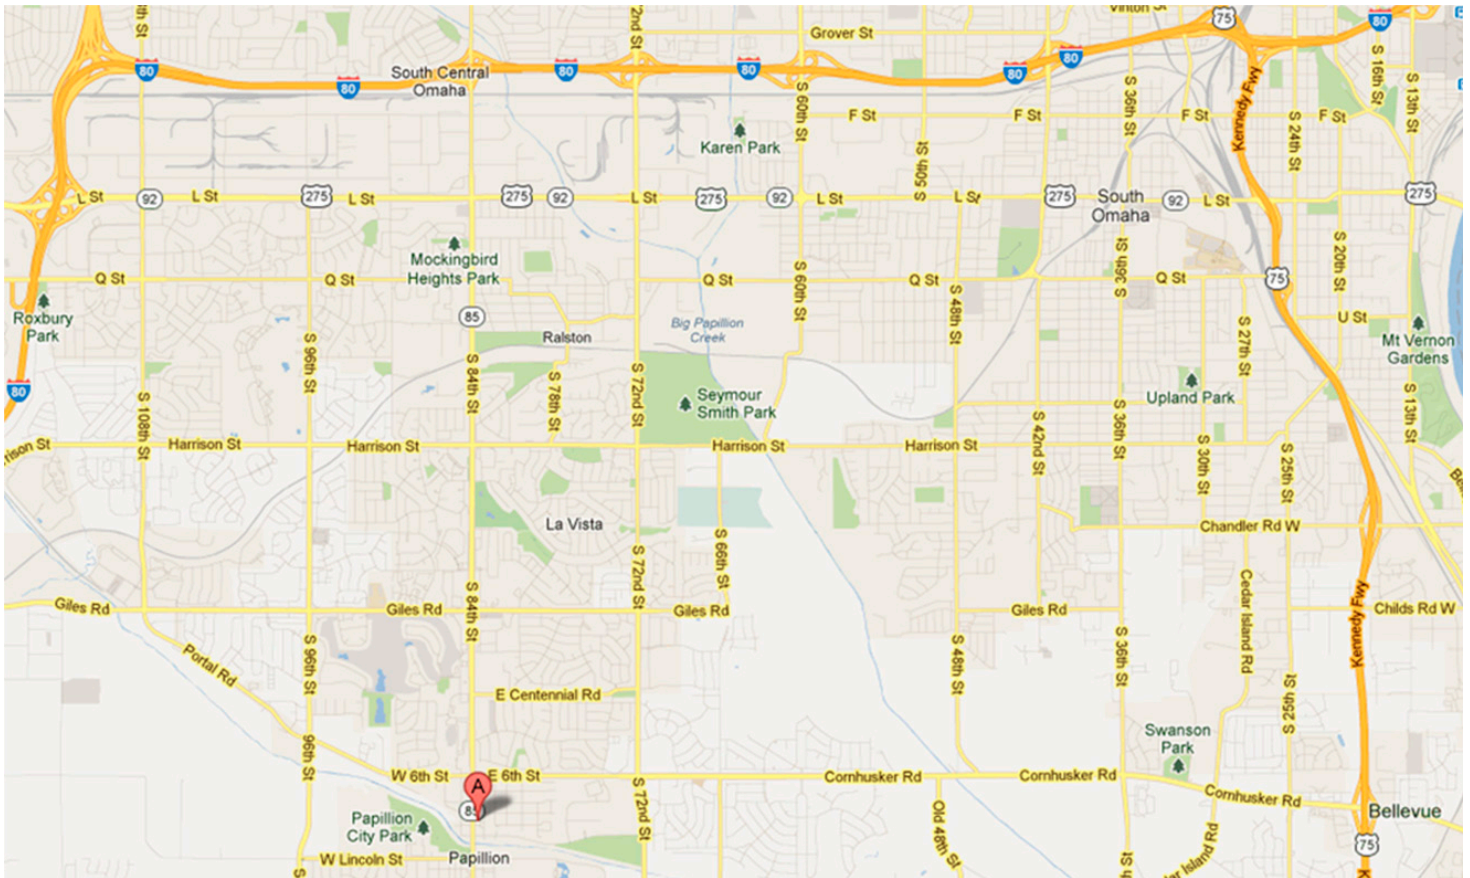 75
80
Vinton St
Grover St
80
80
80
80
80
80
South Central
Omaha
S 16th St
S 13th St
Kennedy Fwy
S 60th St
S 36th St
F St
F St
F St
F St
Karen Park
S 24th St
S 50th St
L St
92
L St
275
L St
275
92
L St
275
92
L St
L St
275
South
Omaha
92
L St
275
Mockingbird
Heights Park
Q St
Q St
Q St
Q St
Q St
75
S 60th St
S 36th St
S 20th St
Roxbury
Park
85
Big Papillion
Creek
S 48th St
U St
S 27th St
Ralston
Mt Vernon
Gardens
S 96th St
S 84th St
S 78th St
S 72nd St
80
Seymour
Smith Park
Upland Park
S 13th St
S 108th St
S 42nd St
S 36th St
Harrison St
Harrison St
Harrison St
Harrison St
S 30th St
S 25th St
La Vista
Chandler Rd W
S 66th St
S 72nd St
Giles Rd
Giles Rd
Giles Rd
Giles Rd
Childs Rd W
S 84th St
Cedar Island Rd
Kennedy Fwy
Portal Rd
S 96th St
S 48th St
S 36th St
S 25th St
E Centennial Rd
Swanson
Park
96th St
W 6th St
A
E 6th St
Cornhusker Rd
Cornhusker Rd
Cornhusker Rd
Bellevue
85
Papillion
City Park
S 72nd St
Old 48th St
75
W Lincoln St
Papillion